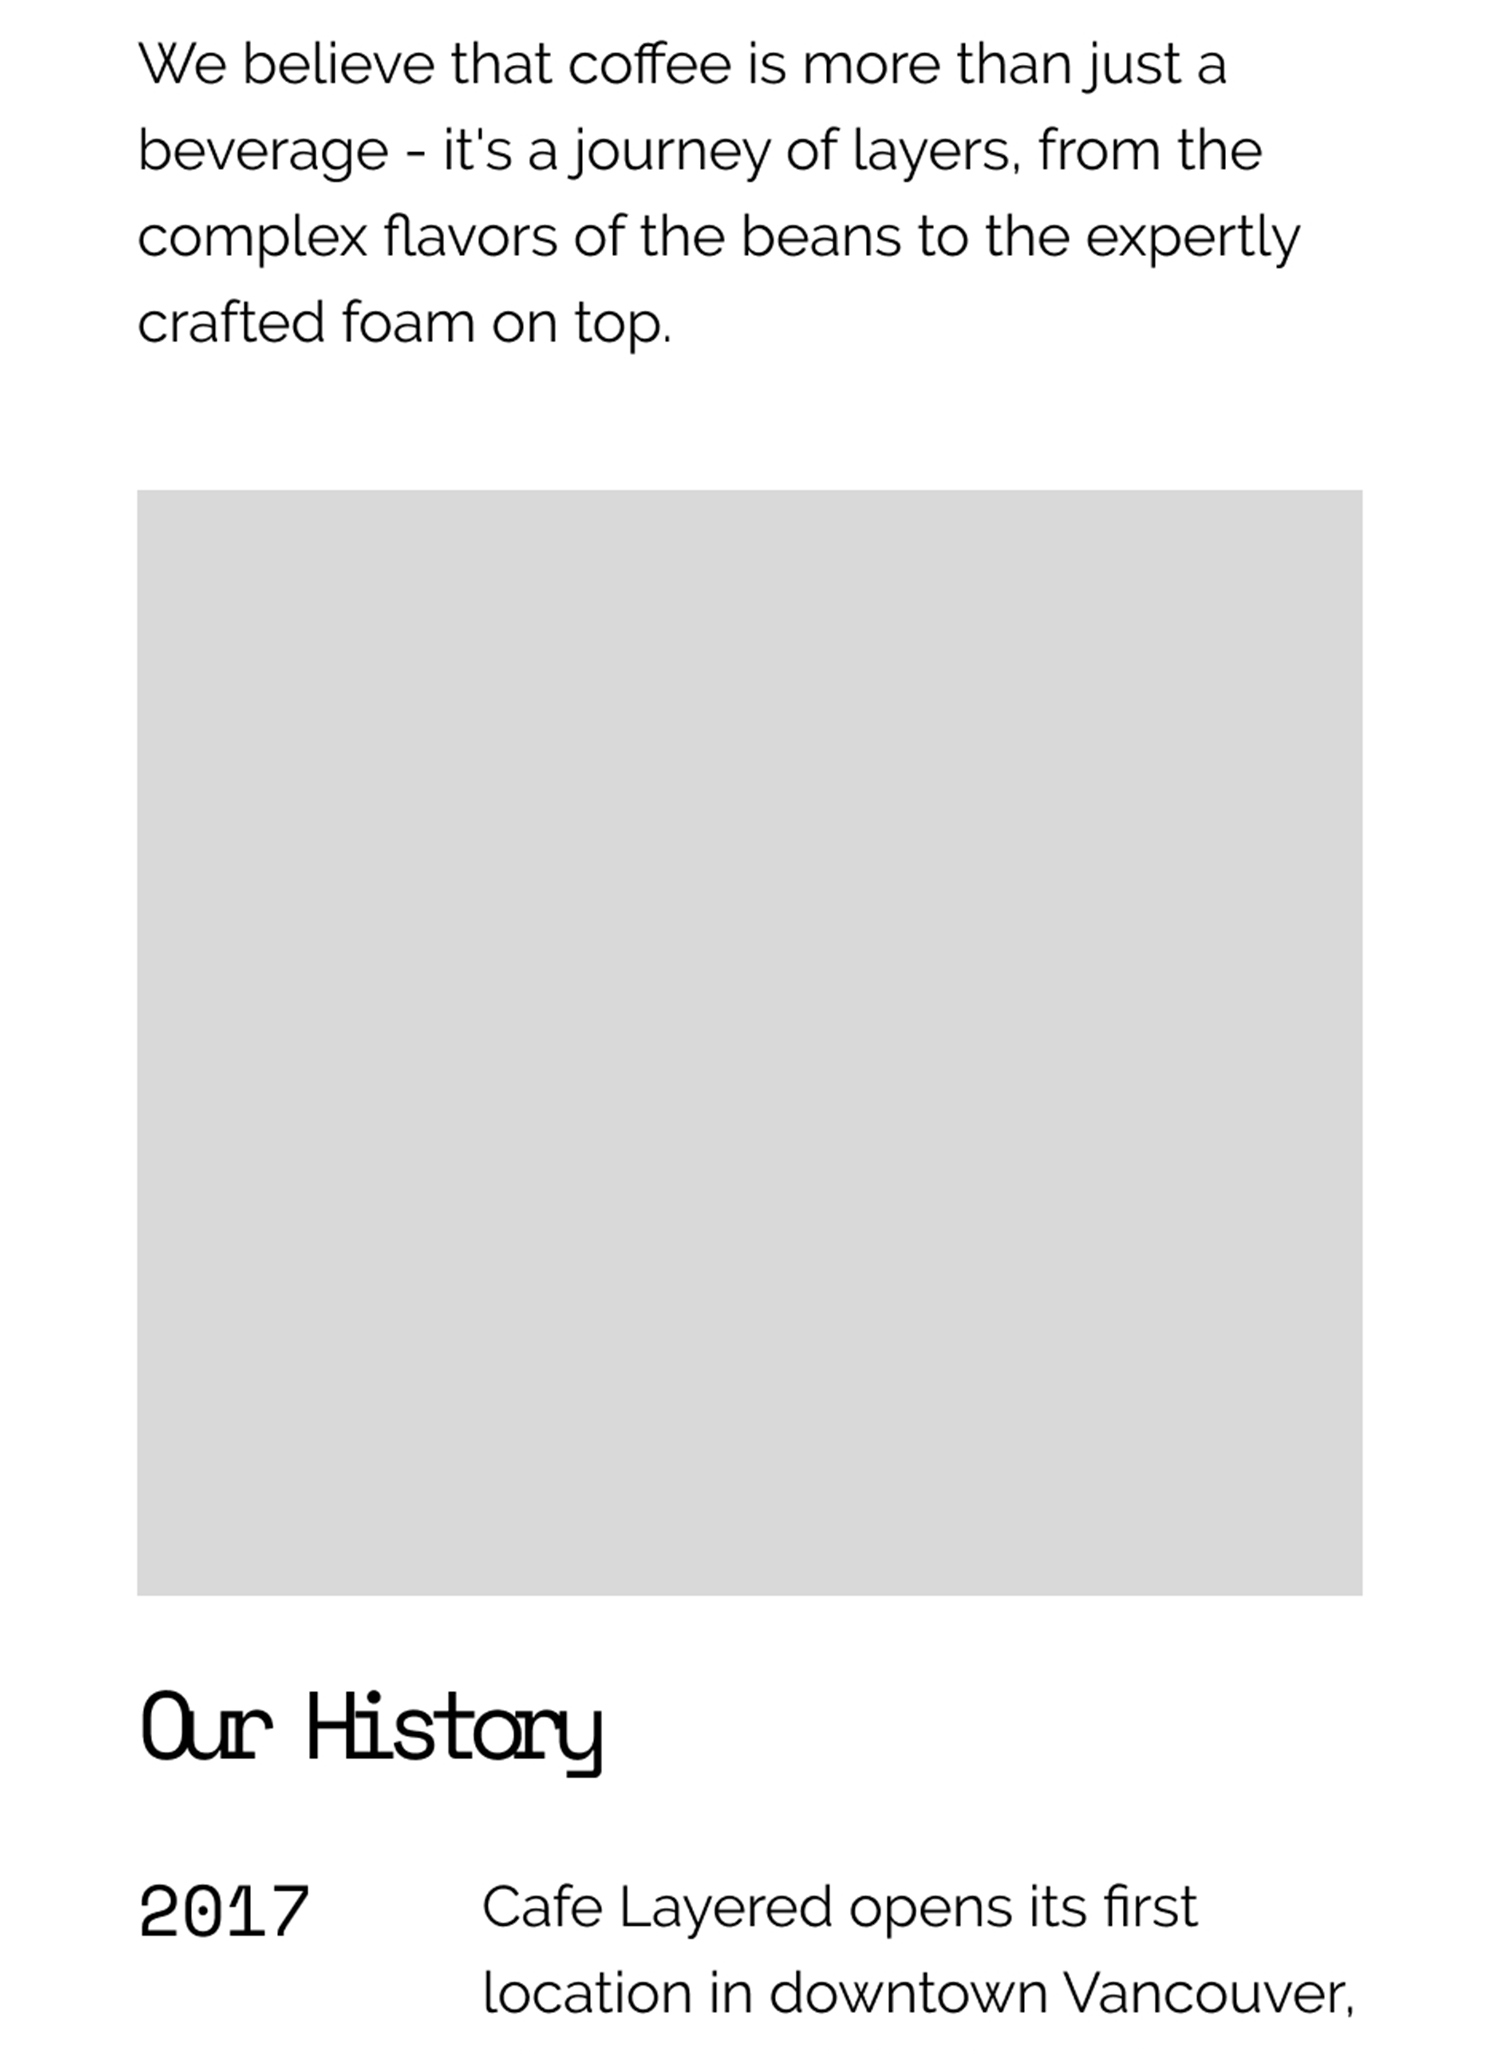 We believe that coffee is more than just a
beverage - it's a journey of layers, from the
complex flavors of the beans to the expertly
crafted foam on top.
Our History
2017
Cafe Layered opens its first
location in downtown Vancouver,